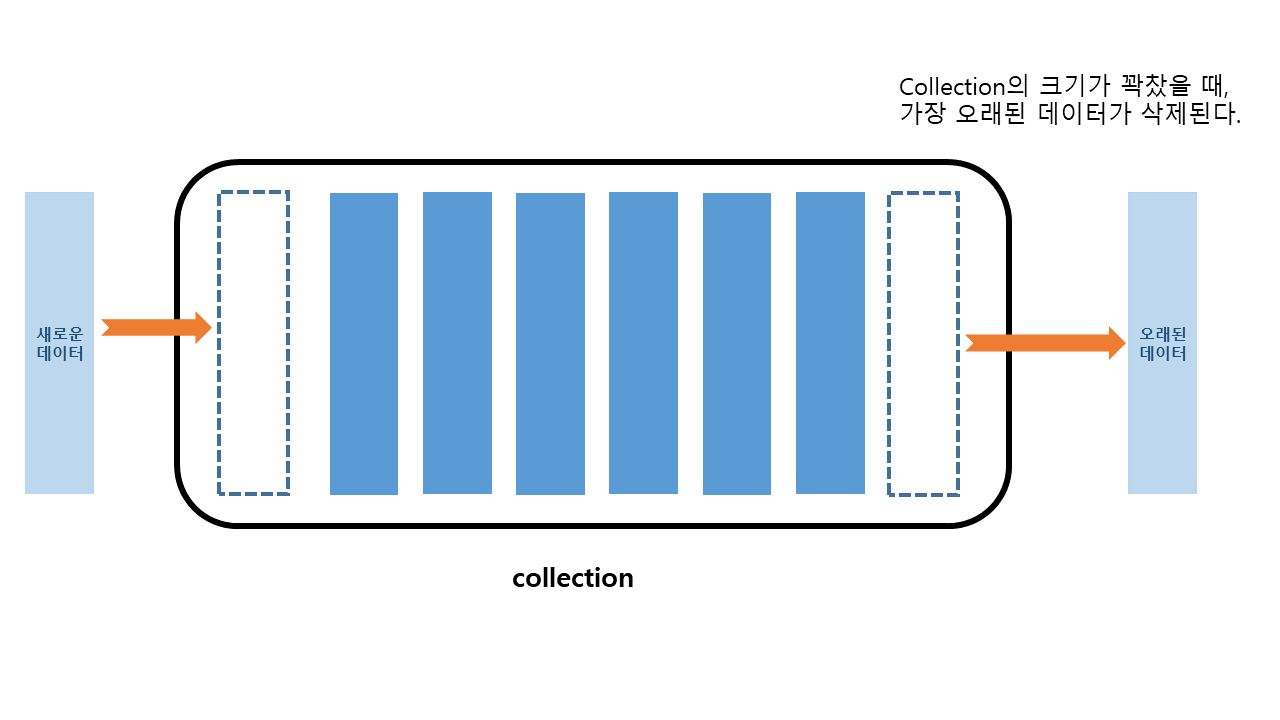 Collection의 크기가 꽉찼을 때,
가장 오래된 데이터가 삭제된다.
새로운
데이터
오래된
데이터
collection